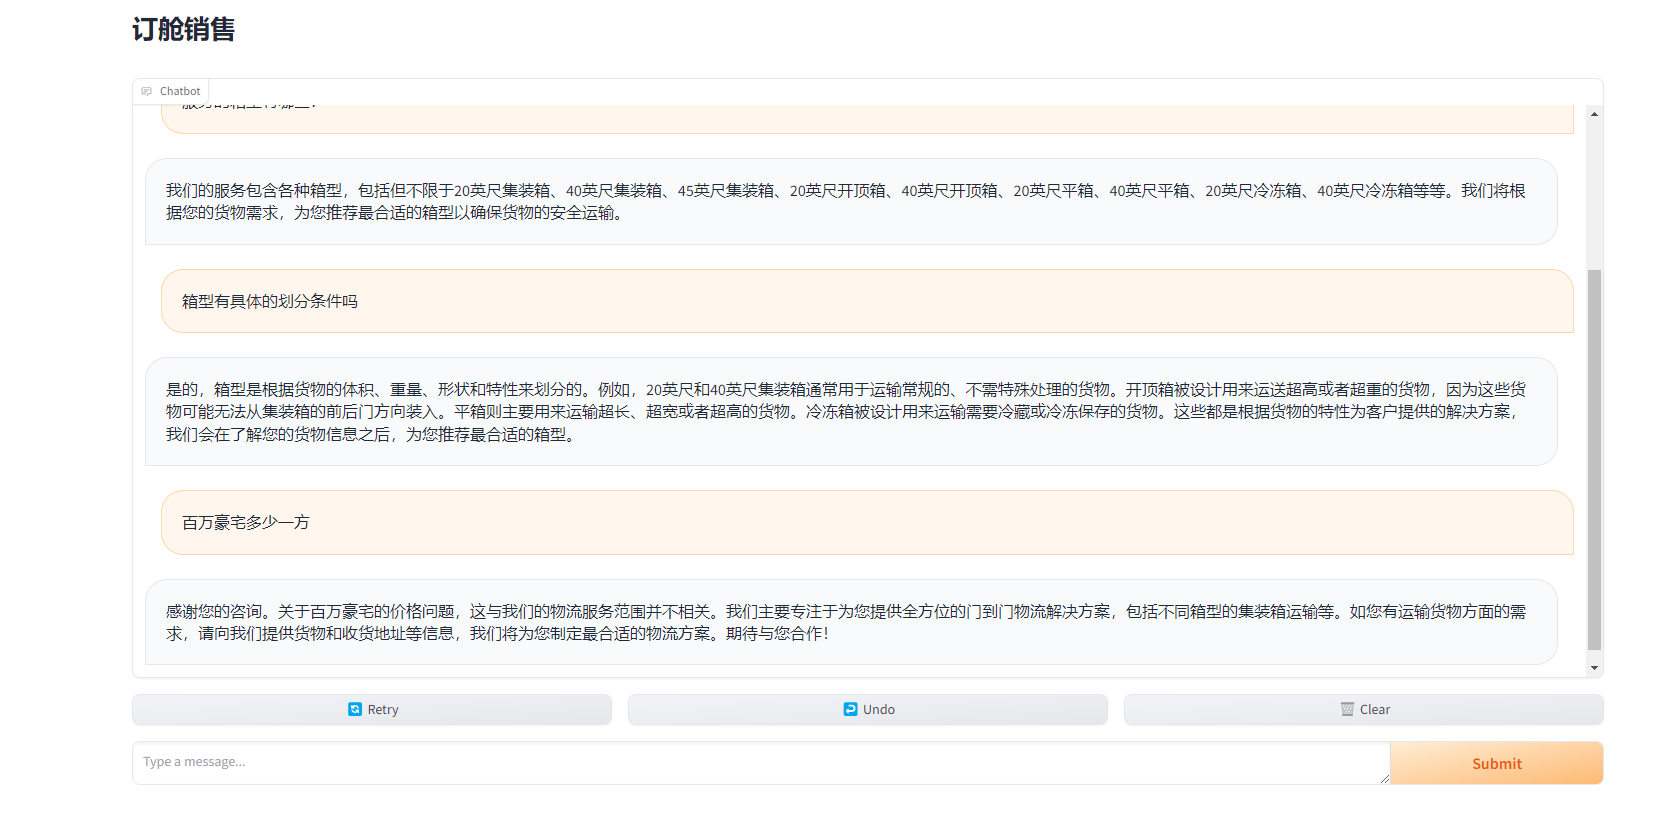 订舱销售
Chatbot
我们的服务包含各种箱型，包括但不限于20英尺集装箱、40英尺集装箱、45英尺集装箱、20英尺开顶箱、40英尺开顶箱、20英尺平箱、40英尺平箱、20英尺冷冻箱、40英尺冷冻箱等等。我们将根
据您的货物需求，为您推荐最合适的箱型以确保货物的安全运输。
箱型有具体的划分条件吗
是的，箱型是根据货物的体积、重量、形状和特性来划分的。例如，20英尺和40英尺集装箱通常用于运输常规的、不需特殊处理的货物。开顶箱被设计用来运送超高或者超重的货物，因为这些货
物可能无法从集装箱的前后门方向装入。平箱则主要用来运输超长、超宽或者超高的货物。冷冻箱被设计用来运输需要冷藏或冷冻保存的货物。这些都是根据货物的特性为客户提供的解决方案，
我们会在了解您的货物信息之后，为您推荐最合适的箱型。
百万豪宅多少一方
感谢您的咨询。关于百万豪宅的价格问题，这与我们的物流服务范围并不相关。我们主要专注于为您提供全方位的门到门物流解决方案，包括不同箱型的集装箱运输等。如您有运输货物方面的需
求，请向我们提供货物和收货地址等信息，我们将为您制定最合适的物流方案。期待与您合作！
Retry
Undo
Clear
Type a message...
Submit